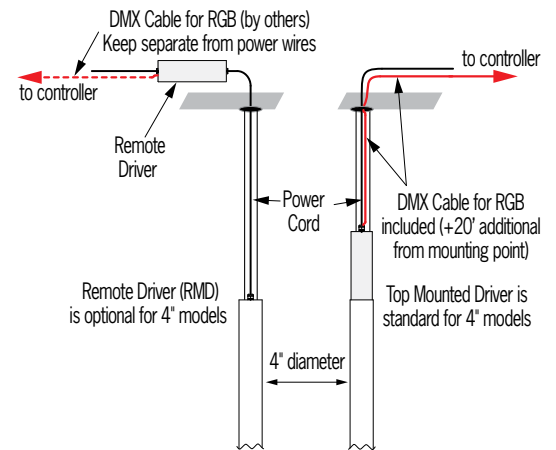 DMX Cable for RGB (by others)
Keep separate from power wires
to controller
Remote
Driver
to controller
Power
Cord
DMX Cable for RGB
included (+20' additional
from mounting point)
Remote Driver (RMD)
is optional for 4" models
Top Mounted Driver is
standard for 4" models
4" diameter